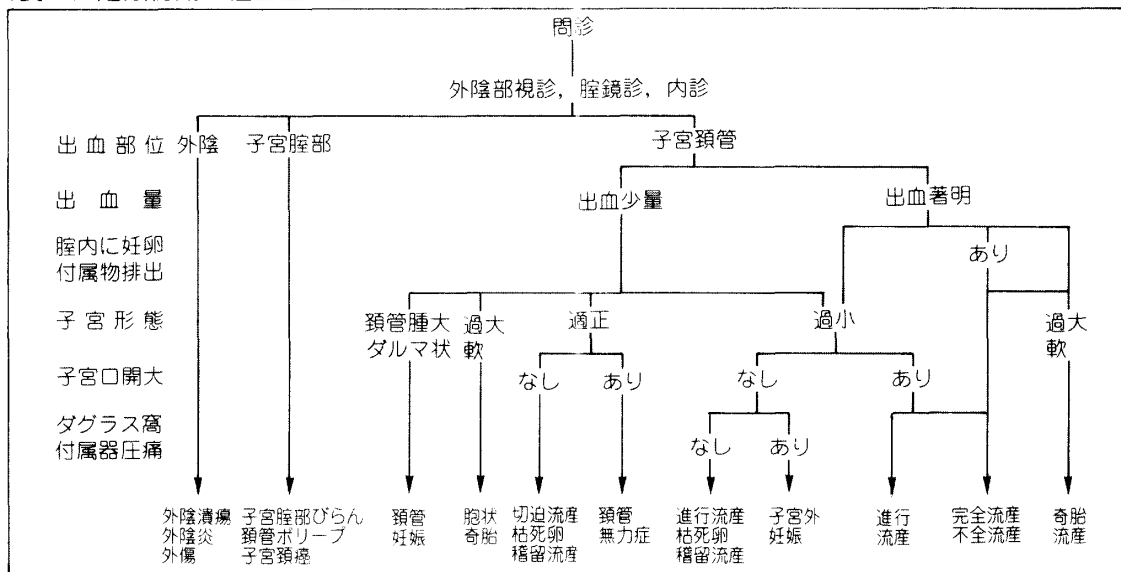 問診
外陰部視診，腟鏡診，内診
出血部位 外陰 子宮腟部 子宮頚管
出血量 出血少量 出血著明
腟内に妊卵
付属物排出 あり
子宮形態 頚管腫大 過大 適正 過小 過大
ダルマ状 軟 軟
子宮口開大 なし あり なし あり
ダグラス窩
付属器圧痛 なし あり
外陰潰瘍 子宮腟部びらん 頚管 胞状 切迫流産 頚管 進行流産 子宮外 進行 完全流産 奇胎
外陰炎 頚管ポリープ 妊娠 奇胎 枯死卵 無力症 枯死卵 妊娠 流産 不全流産 流産
外傷 子宮頚癌 稽留流産 稽留流産